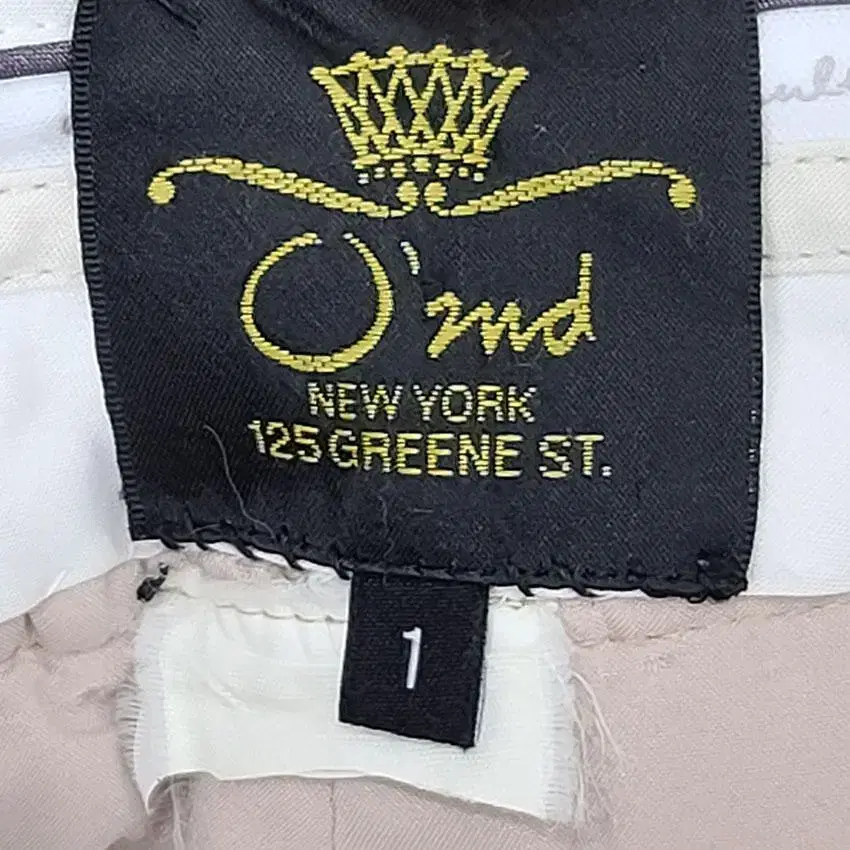 O'md
NEW YORK
125 GREENE ST.
1